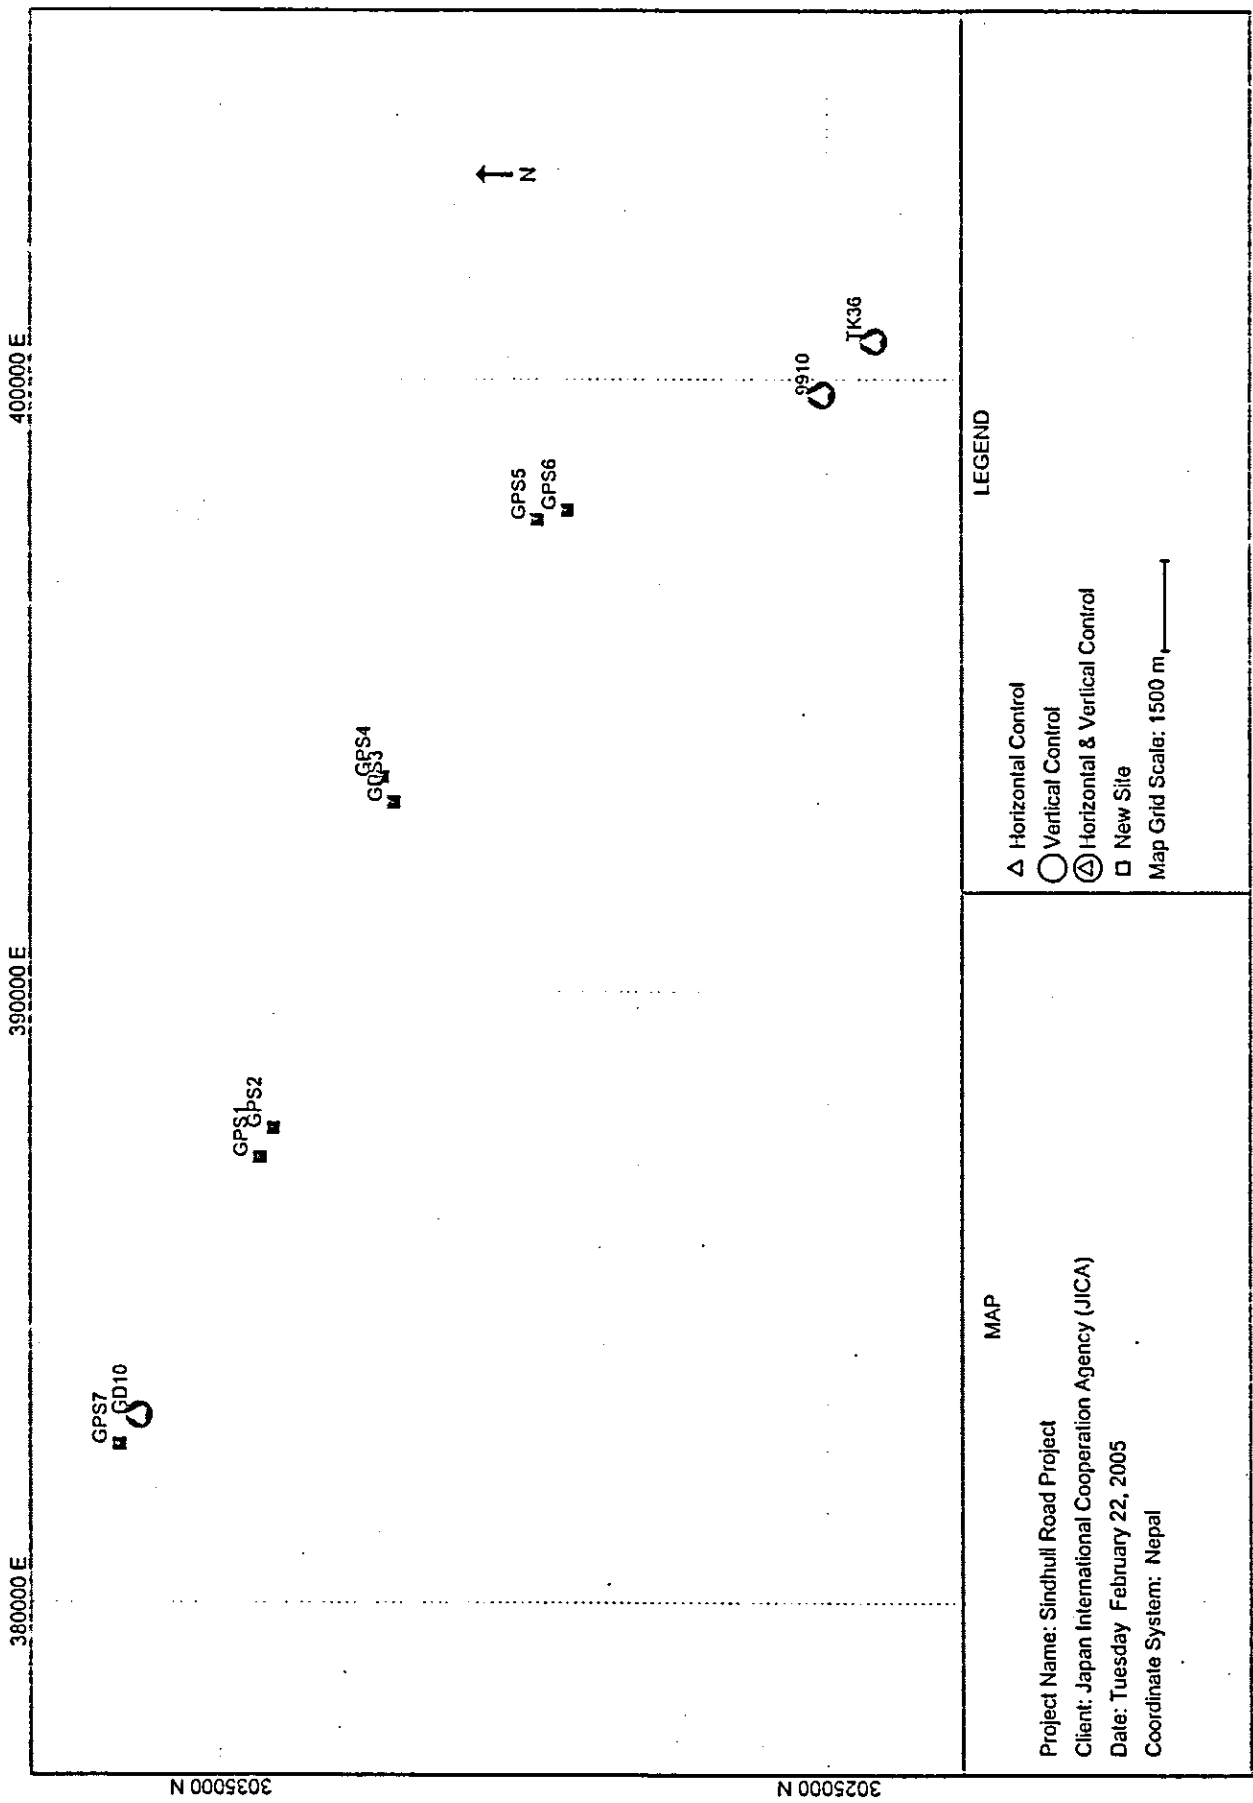 380000 E
390000 E
400000 E
3035000 N
3025000 N
GPS7
GD10
GPS1
GPS2
GPS4
GPS5
GPS6
9910
TK36
N
MAP
Project Name: Sindhuli Road Project
Client: Japan International Cooperation Agency (JICA)
Date: Tuesday February 22, 2005
Coordinate System: Nepal
LEGEND
Horizontal Control
Vertical Control
Horizontal & Vertical Control
New Site
Map Grid Scale: 1500 m